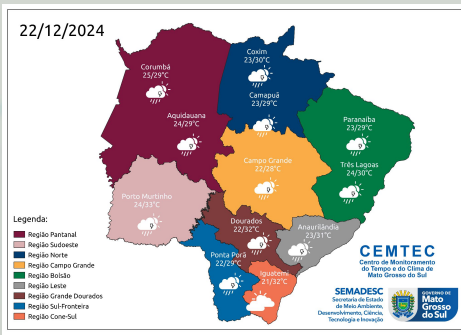 22/12/2024
Corumbá
25/29°C
Aquidauana
24/29°C
Coxim
23/30°C
Camapuã
23/29°C
Paranaíba
23/29°C
Três Lagoas
24/30°C
Campo Grande
22/28°C
Porto Murtinho
24/33°C
Dourados
22/32°C
Anaurilândia
23/31°C
Ponta Porã
22/29°C
Iguatemi
21/32°C
Legenda:
Região Pantanal
Região Sudoeste
Região Norte
Região Campo Grande
Região Bolsão
Região Leste
Região Grande Dourados
Região Sul-Fronteira
Região Cone-Sul
CEMTEC
Centro de Monitoramento
do Tempo e do Clima de
Mato Grosso do Sul
SEMADESC
Secretaria de Estado
de Meio Ambiente,
Desenvolvimento, Ciência,
Tecnologia e Inovação
GOVERNO DE
Mato
Grosso
do Sul